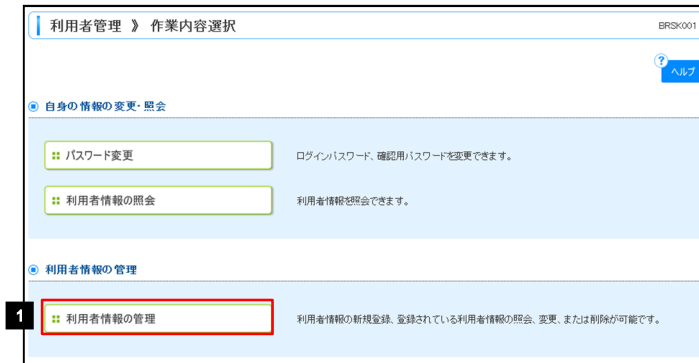 利用者管理 》 作業内容選択
BRSK001
?
ヘルプ
自身の情報の変更・照会
パスワード変更
ログインパスワード、確認用パスワードを変更できます。
利用者情報の照会
利用者情報を照会できます。
利用者情報の管理
1
利用者情報の管理
利用者情報の新規登録、登録されている利用者情報の照会、変更、または削除が可能です。